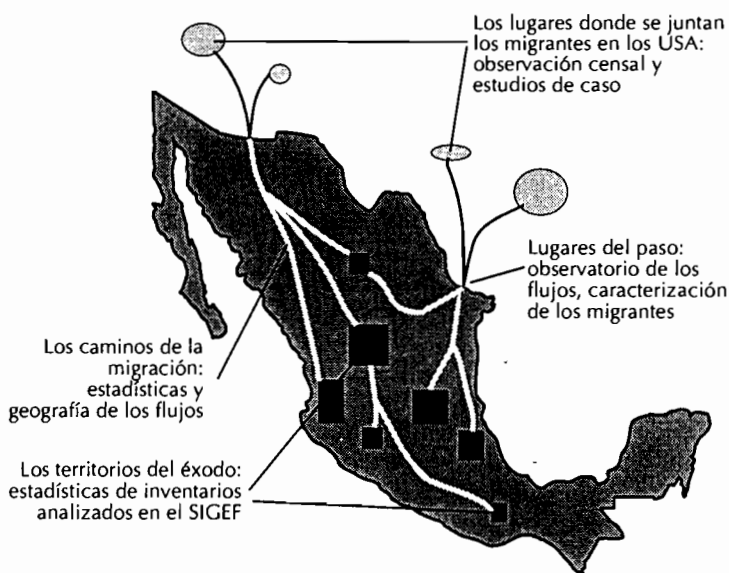 Los lugares donde se juntan
los migrantes en los USA:
observación censal y
estudios de caso
Lugares del paso:
observatorio de los
flujos, caracterización
de los migrantes
Los caminos de la
migración:
estadísticas y
geografía de los flujos
Los territorios del éxodo:
estadísticas de inventarios
analizados en el SIGEF